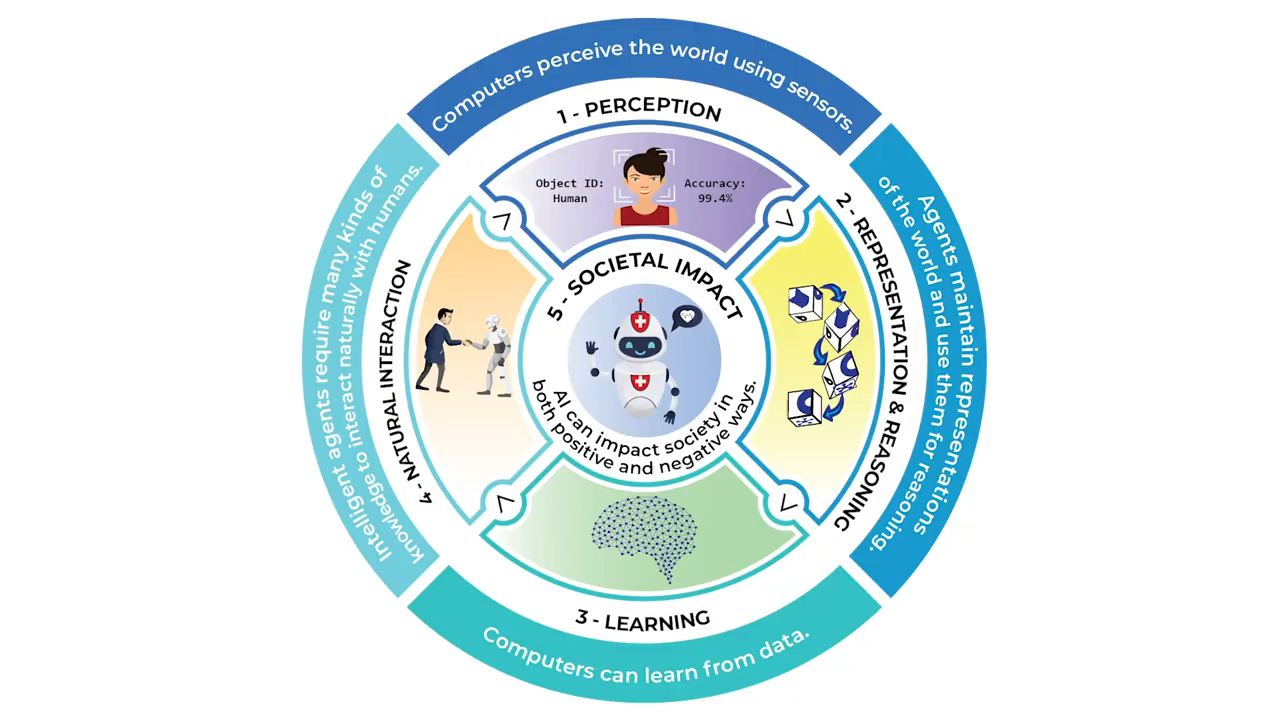 Computers perceive the world using sensors.
1 - PERCEPTION
Object ID:
Human
Accuracy:
99.4%
2 - REPRESENTATION & REASONING
Agents maintain representations
of the world and use them for reasoning.
3 - LEARNING
Computers can learn from data.
4 - NATURAL INTERACTION
Intelligent agents require many kinds of
knowledge to interact naturally with humans.
5 - SOCIETAL IMPACT
AI can impact society in
both positive and negative ways.